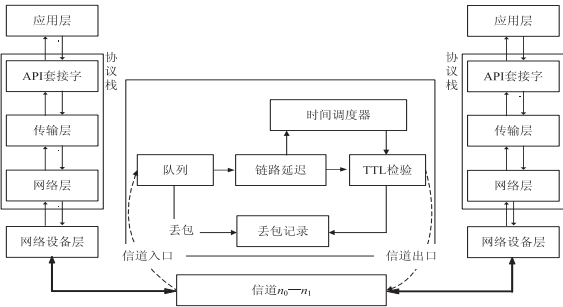 应用层
协议栈
API套接字
传输层
网络层
网络设备层
时间调度器
队列
链路延迟
TTL检验
丢包
丢包记录
信道入口
信道出口
信道n₀—n₁
应用层
协议栈
API套接字
传输层
网络层
网络设备层